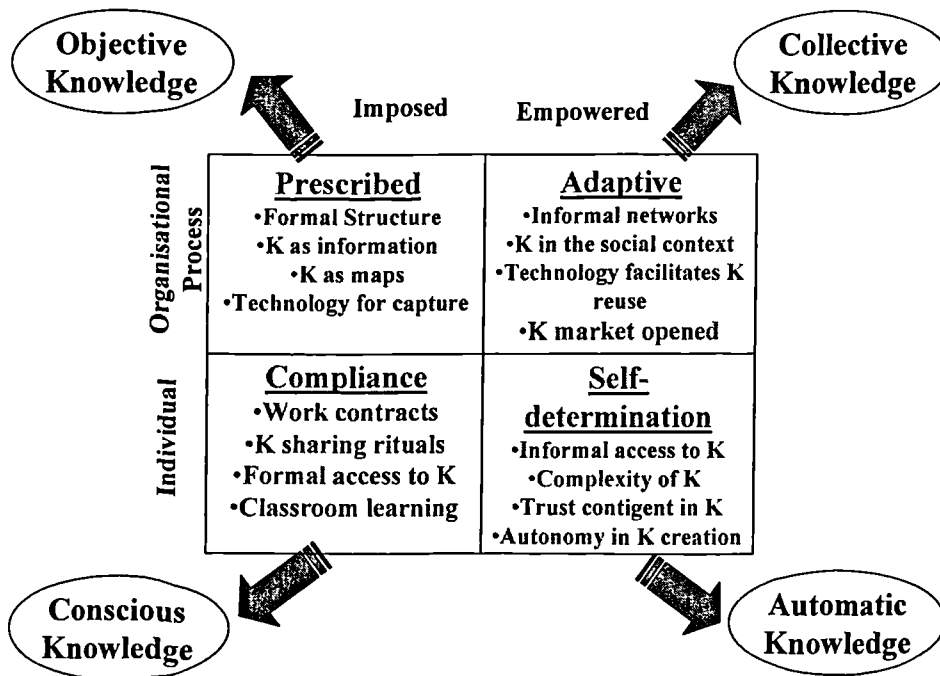 Objective
Knowledge
Collective
Knowledge
Imposed
Empowered
Organisational
Process
Prescribed
•Formal Structure
•K as information
•K as maps
•Technology for capture
Adaptive
•Informal networks
•K in the social context
•Technology facilitates K
reuse
•K market opened
Individual
Compliance
•Work contracts
•K sharing rituals
•Formal access to K
•Classroom learning
Self-
determination
•Informal access to K
•Complexity of K
•Trust contigent in K
•Autonomy in K creation
Conscious
Knowledge
Automatic
Knowledge